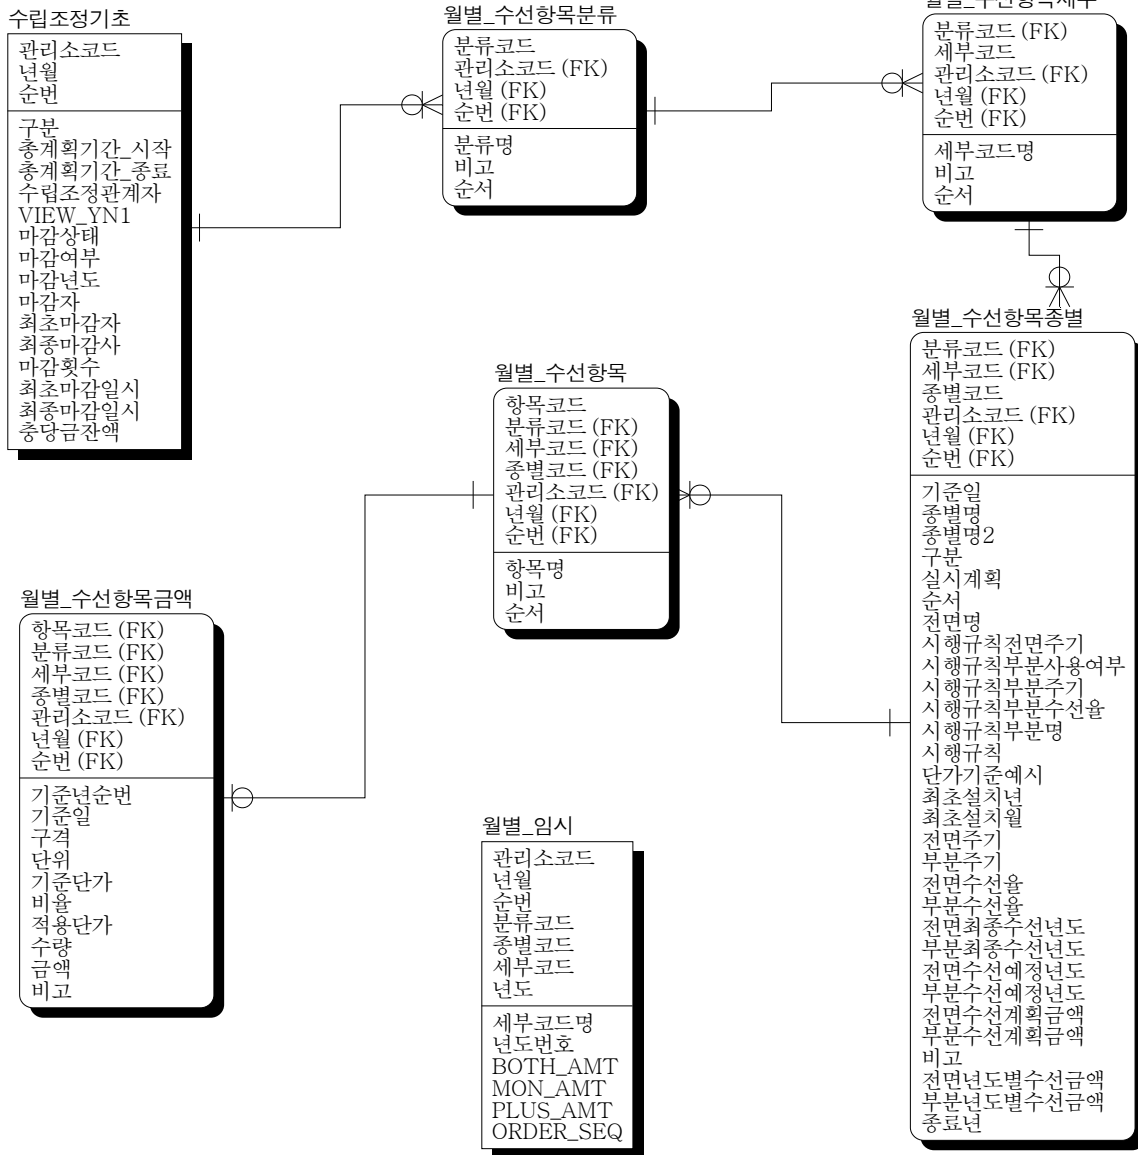 수립조정기초
관리소코드
년월
순번
구분
총계획기간_시작
총계획기간_종료
수립조정관계자
VIEW_YN1
마감상태
마감여부
마감년도
마감자
최초마감자
최종마감사
마감횟수
최초마감일시
최종마감일시
충당금잔액
월별_수선항목분류
분류코드
관리소코드 (FK)
년월 (FK)
순번 (FK)
분류명
비고
순서
월별_수선항목세부
분류코드 (FK)
세부코드
관리소코드 (FK)
년월 (FK)
순번 (FK)
세부코드명
비고
순서
월별_수선항목종별
분류코드 (FK)
세부코드 (FK)
종별코드
관리소코드 (FK)
년월 (FK)
순번 (FK)
기준일
종별명
종별명2
구분
실시계획
순서
전면명
시행규칙전면주기
시행규칙부분사용여부
시행규칙부분주기
시행규칙부분수선율
시행규칙부분명
시행규칙
단가기준예시
최초설치년
최초설치월
전면주기
부분주기
전면수선율
부분수선율
전면최종수선년도
부분최종수선년도
전면수선예정년도
부분수선예정년도
전면수선계획금액
부분수선계획금액
비고
전면년도별수선금액
부분년도별수선금액
종료년
월별_수선항목
항목코드
분류코드 (FK)
세부코드 (FK)
종별코드 (FK)
관리소코드 (FK)
년월 (FK)
순번 (FK)
항목명
비고
순서
월별_수선항목금액
항목코드 (FK)
분류코드 (FK)
세부코드 (FK)
종별코드 (FK)
관리소코드 (FK)
년월 (FK)
순번 (FK)
기준년순번
기준일
구격
단위
기준단가
비율
적용단가
수량
금액
비고
월별_임시
관리소코드
년월
순번
분류코드
종별코드
세부코드
년도
세부코드명
년도번호
BOTH_AMT
MON_AMT
PLUS_AMT
ORDER_SEQ